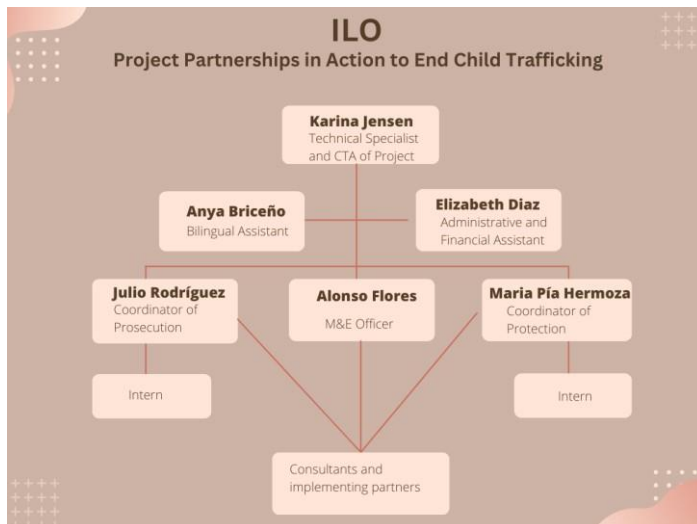 ILO
Project Partnerships in Action to End Child Trafficking
Karina Jensen
Technical Specialist
and CTA of Project
Anya Briceño
Bilingual Assistant
Elizabeth Diaz
Administrative and
Financial Assistant
Julio Rodríguez
Coordinator of
Prosecution
Alonso Flores
M&E Officer
Maria Pía Hermoza
Coordinator of
Protection
Intern
Intern
Consultants and
implementing partners